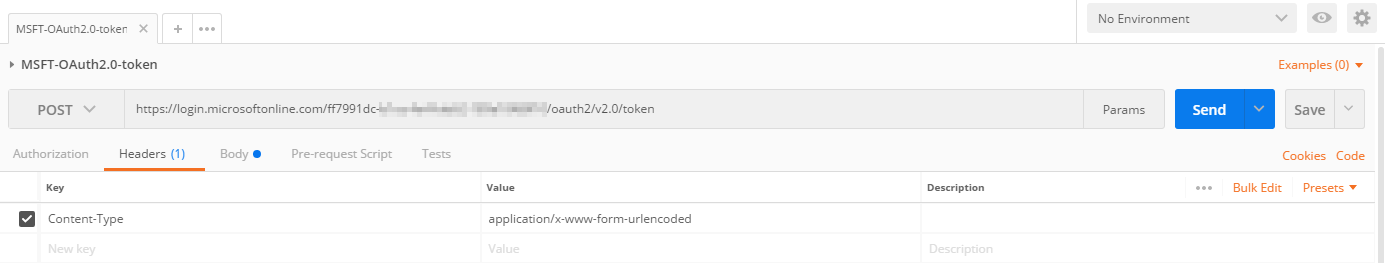 MSFT-OAuth2.0-token
No Environment
MSFT-OAuth2.0-token
Examples (0)
POST
https://login.microsoftonline.com/ff7991dc- /oauth2/v2.0/token
Params
Send
Save
Authorization
Headers (1)
Body
Pre-request Script
Tests
Cookies
Code
Key
Value
Description
Bulk Edit
Presets
Content-Type
application/x-www-form-urlencoded
New key
Value
Description